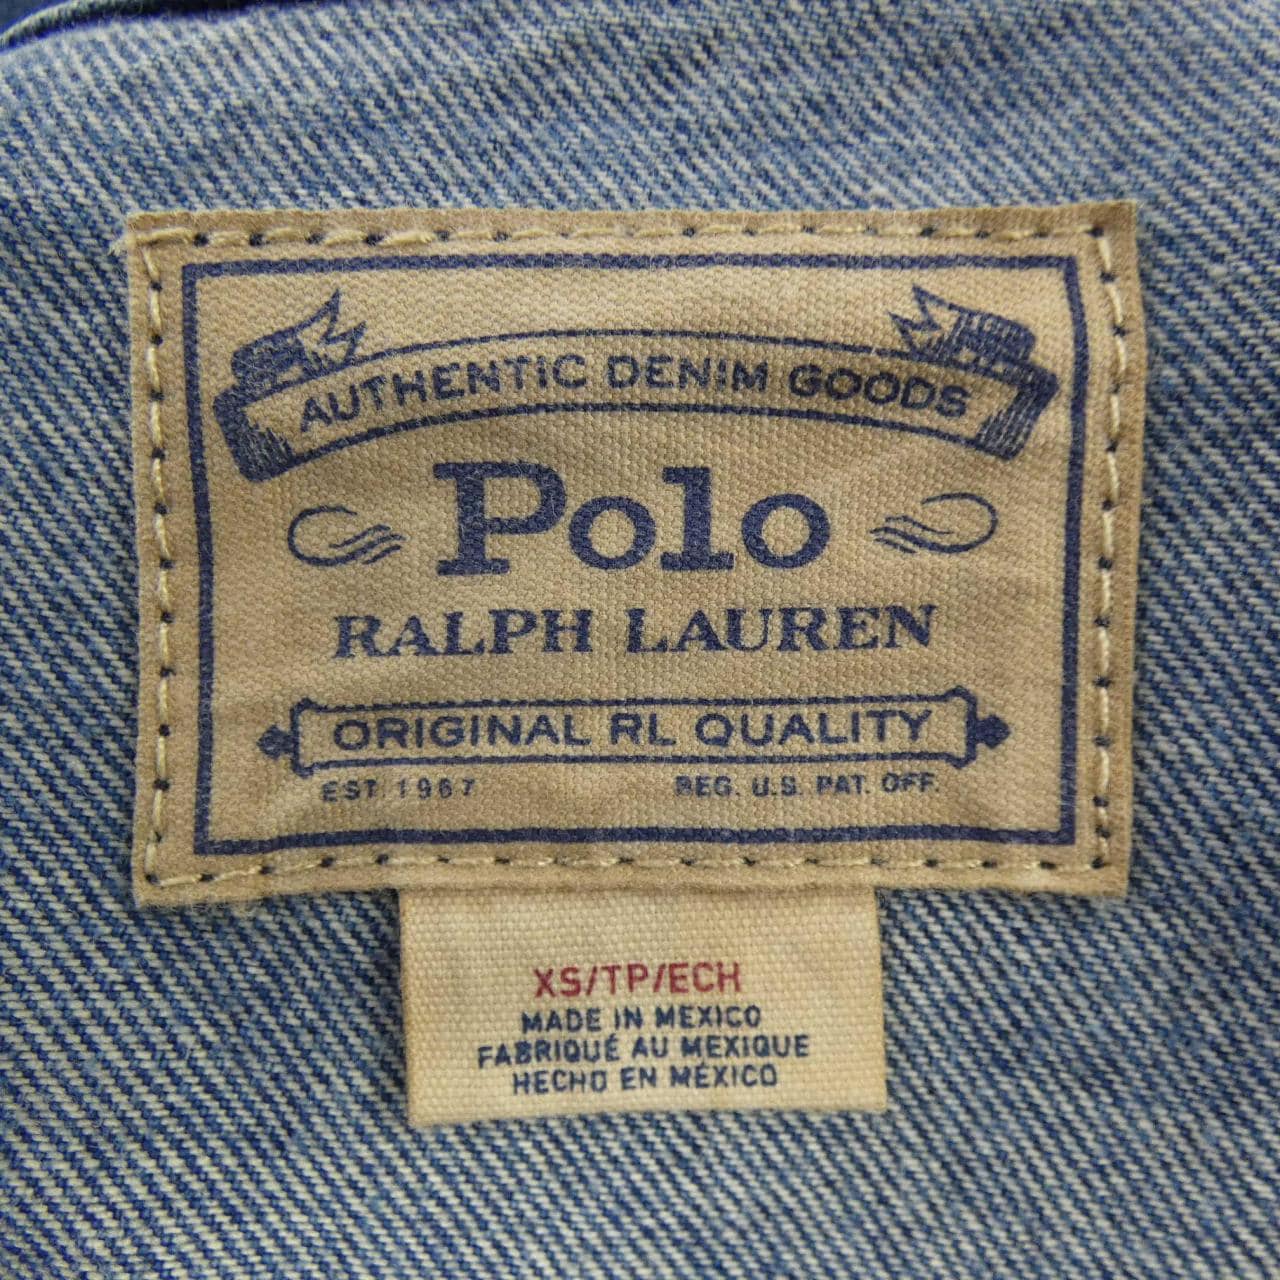 AUTHENTIC DENIM GOODS
Polo
RALPH LAUREN
ORIGINAL RL QUALITY
EST. 1967 REG. U.S. PAT. OFF.
XS/TP/ECH
MADE IN MEXICO
FABRIQUÉ AU MEXIQUE
HECHO EN MÉXICO